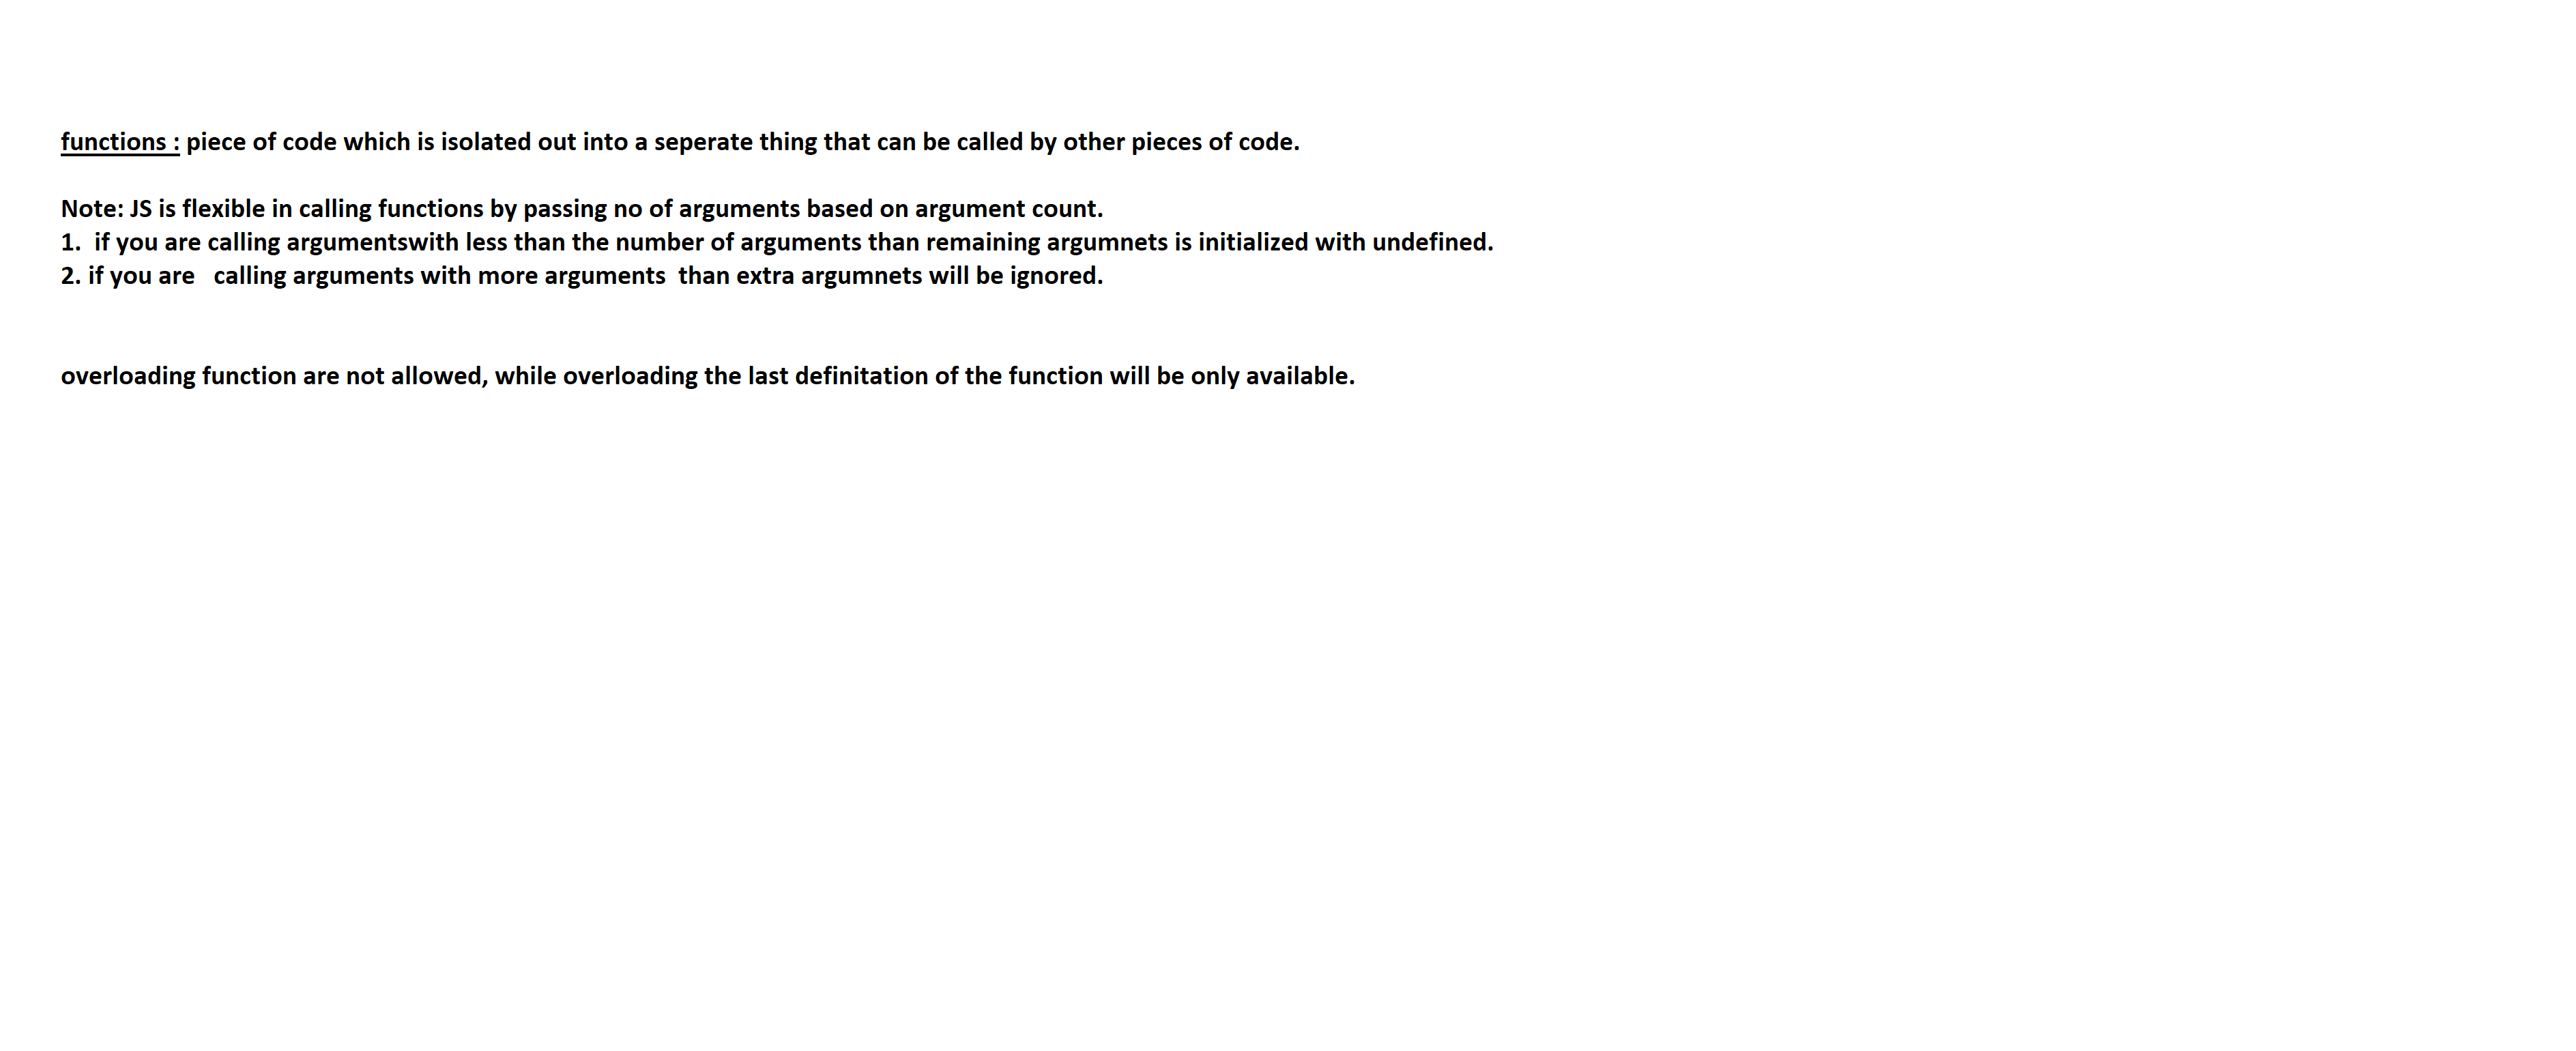 functions : piece of code which is isolated out into a seperate thing that can be called by other pieces of code.
Note: JS is flexible in calling functions by passing no of arguments based on argument count.
1.  if you are calling argumentswith less than the number of arguments than remaining argumnets is initialized with undefined.
2. if you are   calling arguments with more arguments  than extra argumnets will be ignored.
overloading function are not allowed, while overloading the last definitation of the function will be only available.